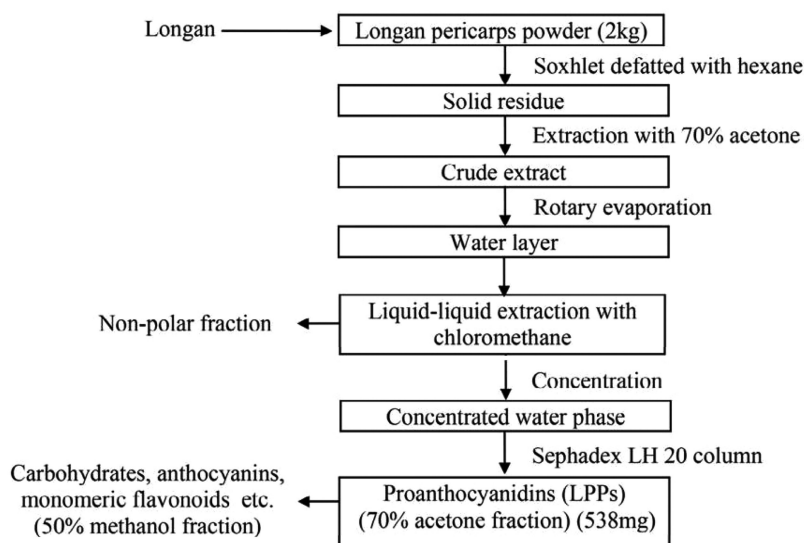 Longan
Longan pericarps powder (2kg)
Soxhlet defatted with hexane
Solid residue
Extraction with 70% acetone
Crude extract
Rotary evaporation
Water layer
Non-polar fraction
Liquid-liquid extraction with
chloromethane
Concentration
Concentrated water phase
Sephadex LH 20 column
Carbohydrates, anthocyanins,
monomeric flavonoids etc.
(50% methanol fraction)
Proanthocyanidins (LPPs)
(70% acetone fraction) (538mg)